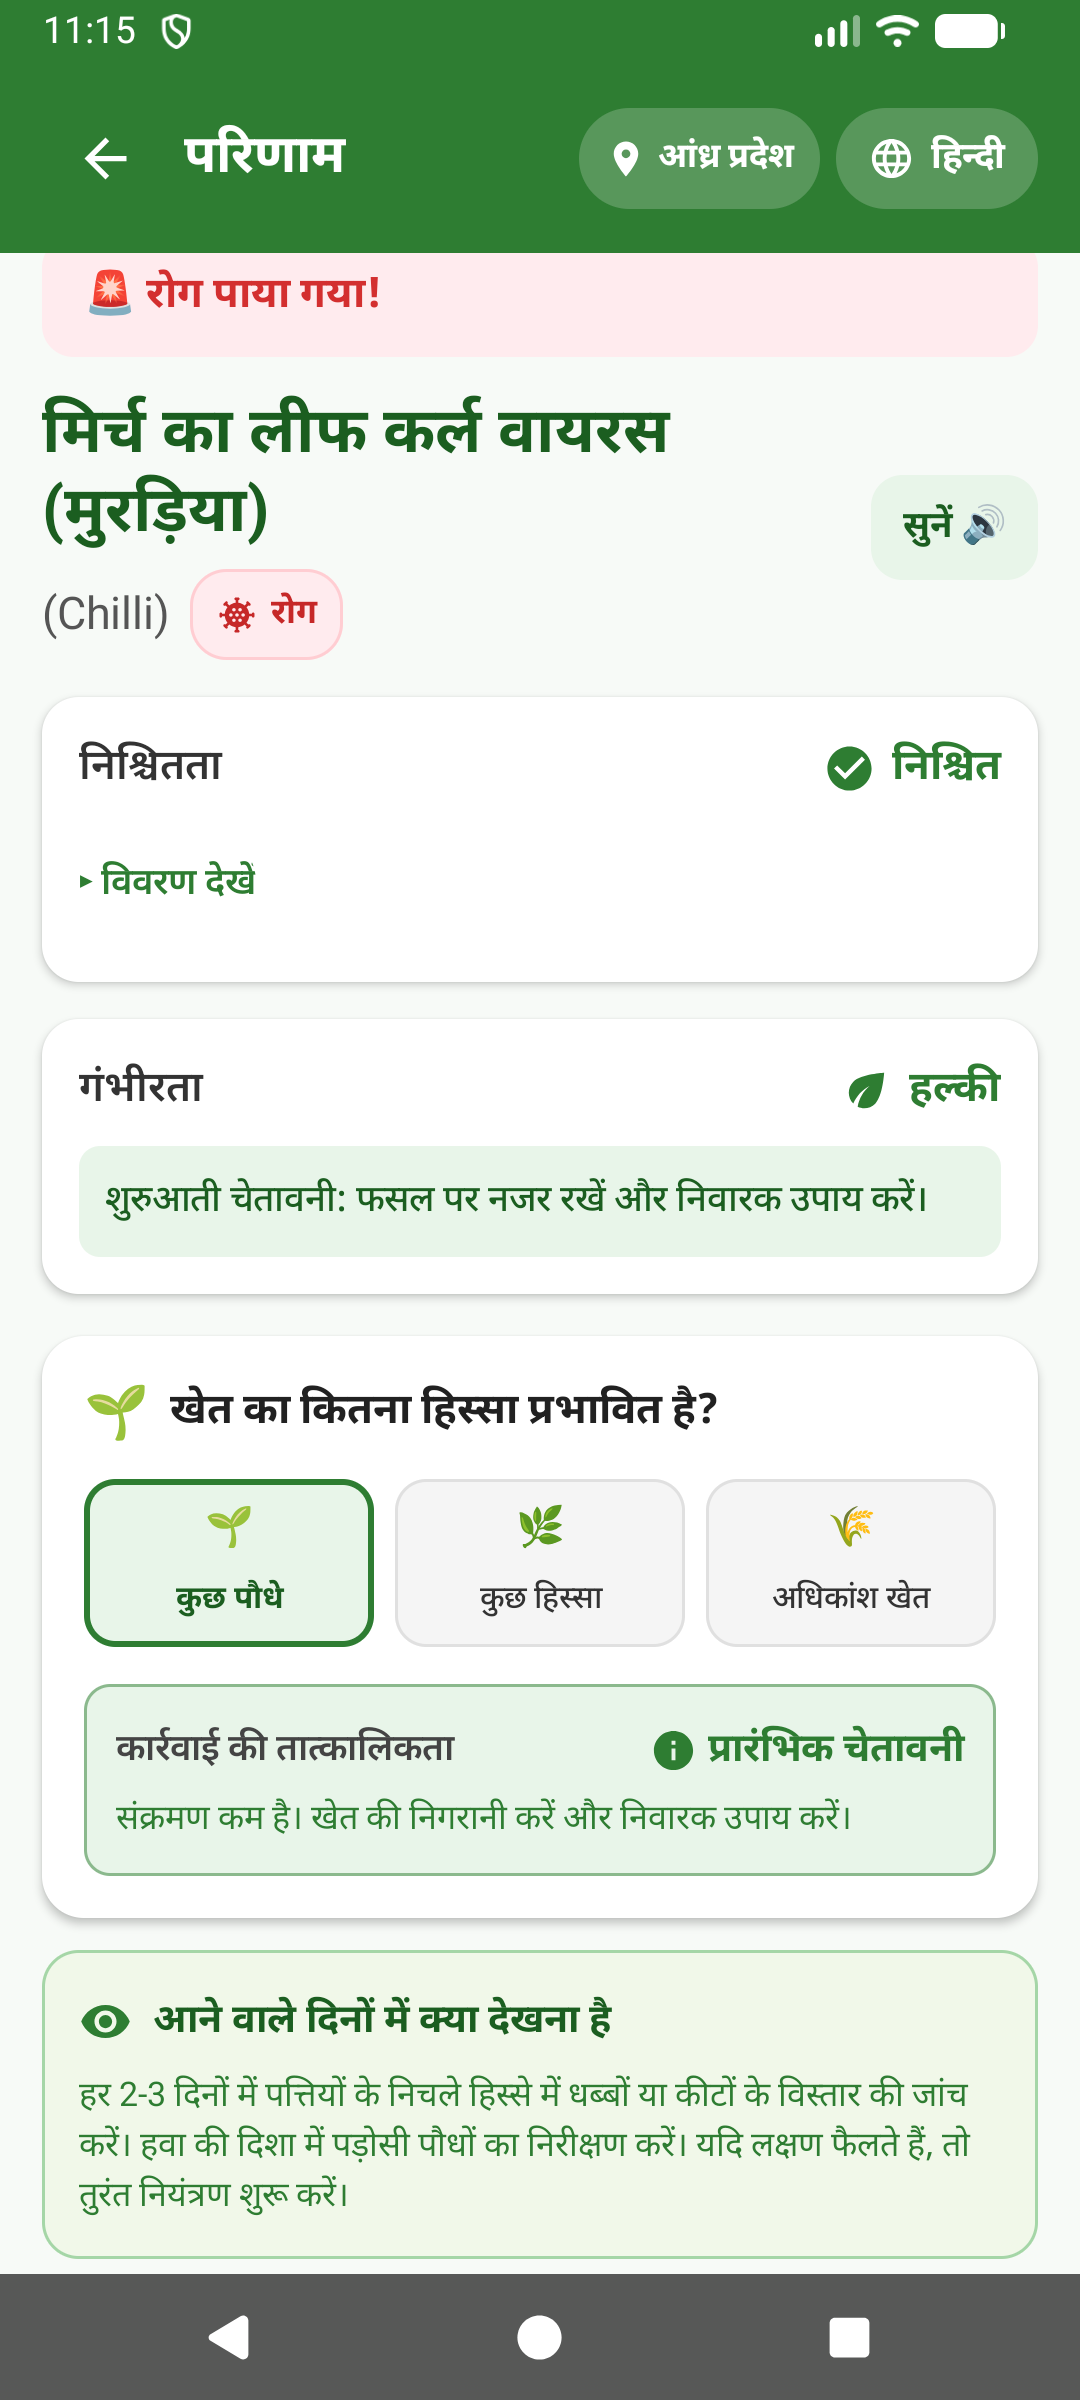 11:15
परिणाम
आंध्र प्रदेश
हिन्दी
रोग पाया गया!
मिर्च का लीफ कर्ल वायरस
(मुरड़िया)
सुनें
(Chilli)
रोग
निश्चितता
निश्चित
▸ विवरण देखें
गंभीरता
हल्की
शुरुआती चेतावनी: फसल पर नजर रखें और निवारक उपाय करें।
खेत का कितना हिस्सा प्रभावित है?
कुछ पौधे
कुछ हिस्सा
अधिकांश खेत
कार्रवाई की तात्कालिकता
प्रारंभिक चेतावनी
संक्रमण कम है। खेत की निगरानी करें और निवारक उपाय करें।
आने वाले दिनों में क्या देखना है
हर 2-3 दिनों में पत्तियों के निचले हिस्से में धब्बों या कीटों के विस्तार की जांच
करें। हवा की दिशा में पड़ोसी पौधों का निरीक्षण करें। यदि लक्षण फैलते हैं, तो
तुरंत नियंत्रण शुरू करें।